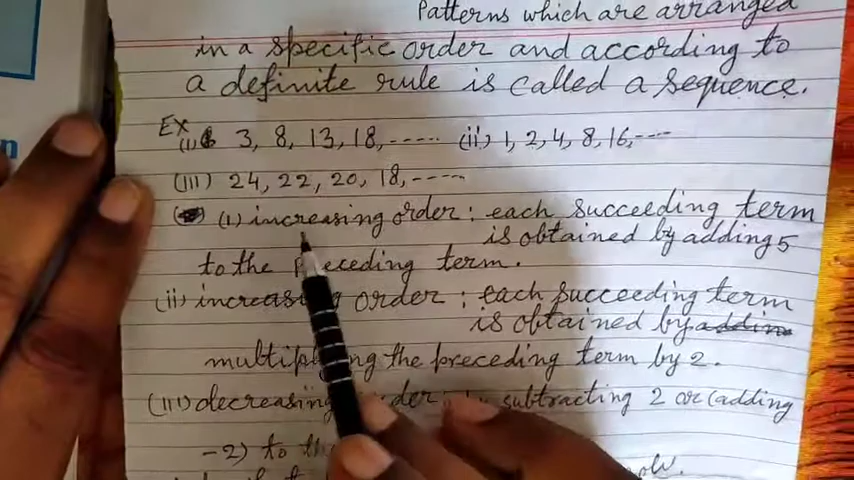 Patterns which are arranged
in a specific order and according to
a definite rule is called a sequence.
Ex (i) 3, 8, 13, 18, ------ (ii) 1, 2, 4, 8, 16, ----
(iii) 24, 22, 20, 18, -----
(i) increasing order : each succeeding term
is obtained by adding 5
to the preceding term.
(ii) increasing order : each succeeding term
is obtained by
multiplying the preceding term by 2.
(iii) decreasing order by subtracting 2 or (adding
-2) to